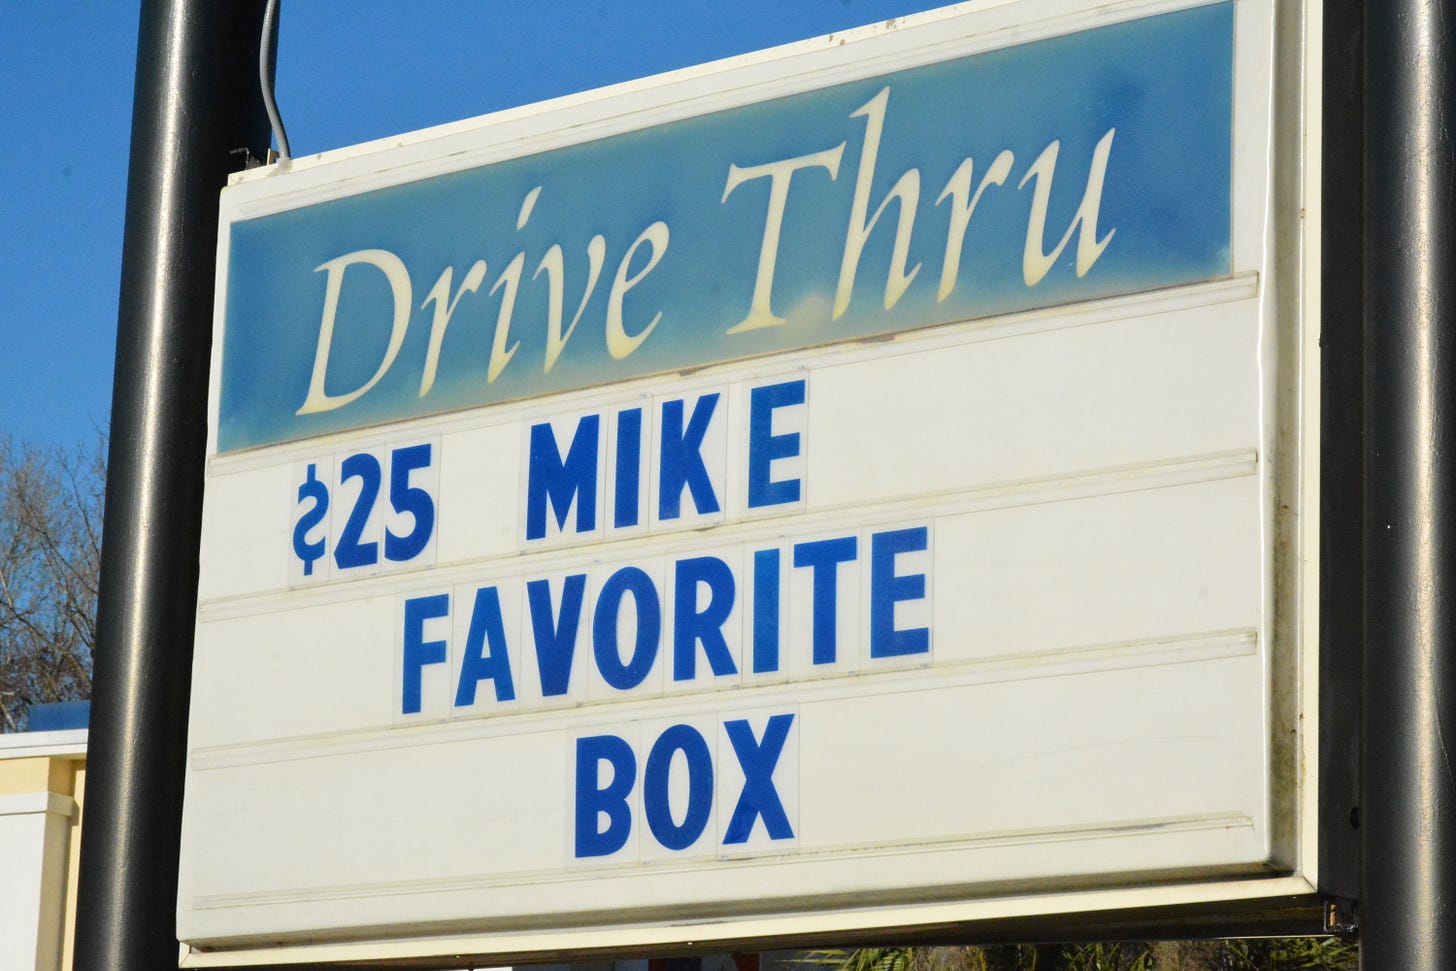 Drive Thru
$25 MIKE
FAVORITE
BOX